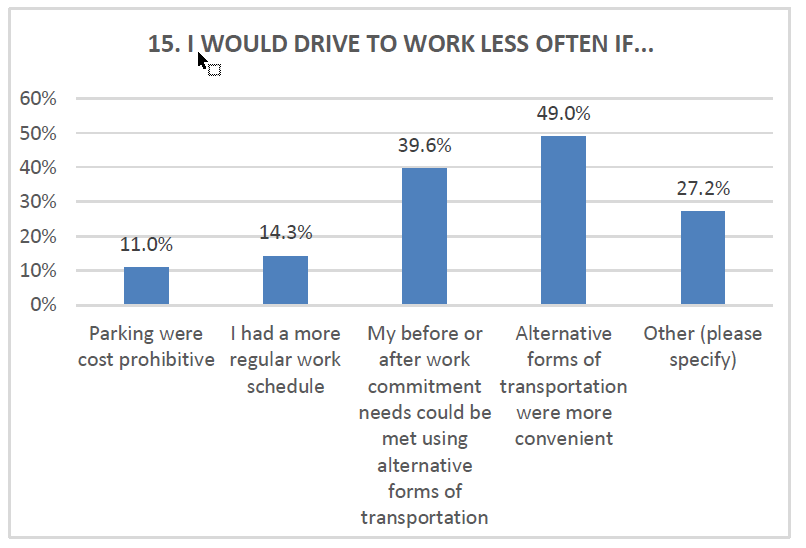 15. I WOULD DRIVE TO WORK LESS OFTEN IF...
60%
50%
40%
30%
20%
10%
0%
11.0%
14.3%
39.6%
49.0%
27.2%
Parking were
cost prohibitive
I had a more
regular work
schedule
My before or
after work
commitment
needs could be
met using
alternative
forms of
transportation
Alternative
forms of
transportation
were more
convenient
Other (please
specify)